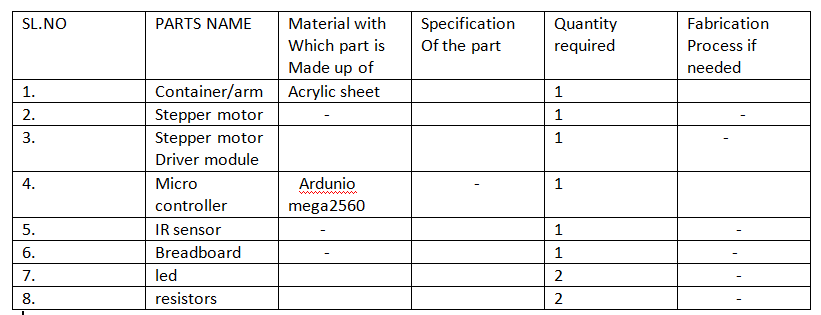 SL.NO PARTS NAME Material with Specification Quantity Fabrication
Which part is Of the part required Process if
Made up of needed
1. Container/arm Acrylic sheet 1
2. Stepper motor - 1 -
3. Stepper motor 1 -
Driver module
4. Micro Ardunio - 1
controller mega2560
5. IR sensor - 1 -
6. Breadboard - 1 -
7. led 2 -
8. resistors 2 -